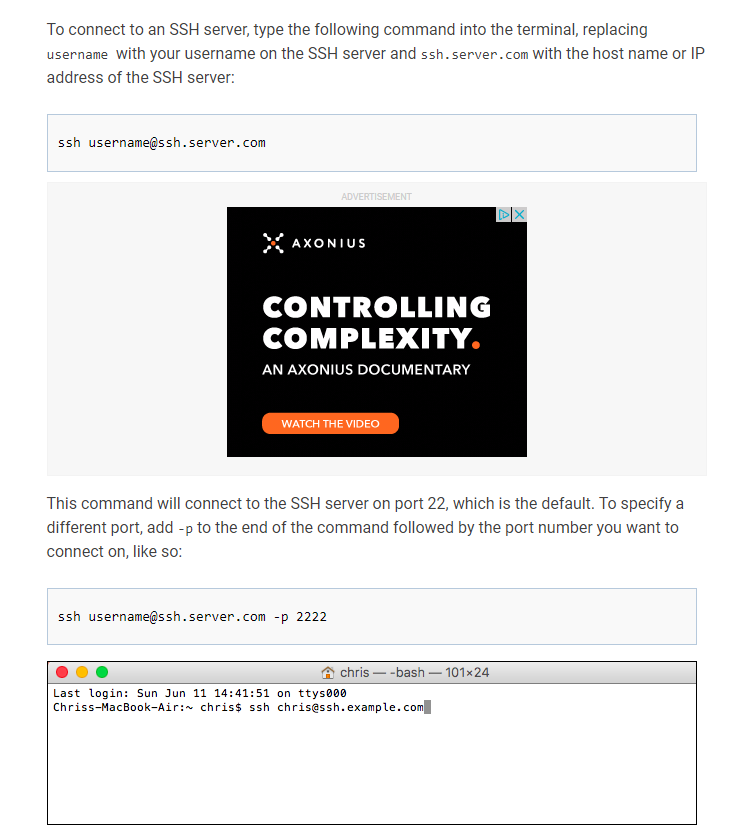 To connect to an SSH server, type the following command into the terminal, replacing
username with your username on the SSH server and ssh.server.com with the host name or IP
address of the SSH server:
ssh username@ssh.server.com
ADVERTISEMENT
AXONIUS
CONTROLLING
COMPLEXITY.
AN AXONIUS DOCUMENTARY
WATCH THE VIDEO
This command will connect to the SSH server on port 22, which is the default. To specify a
different port, add -p to the end of the command followed by the port number you want to
connect on, like so:
ssh username@ssh.server.com -p 2222
chris — -bash — 101×24
Last login: Sun Jun 11 14:41:51 on ttys000
Chriss-MacBook-Air:~ chris$ ssh chris@ssh.example.com